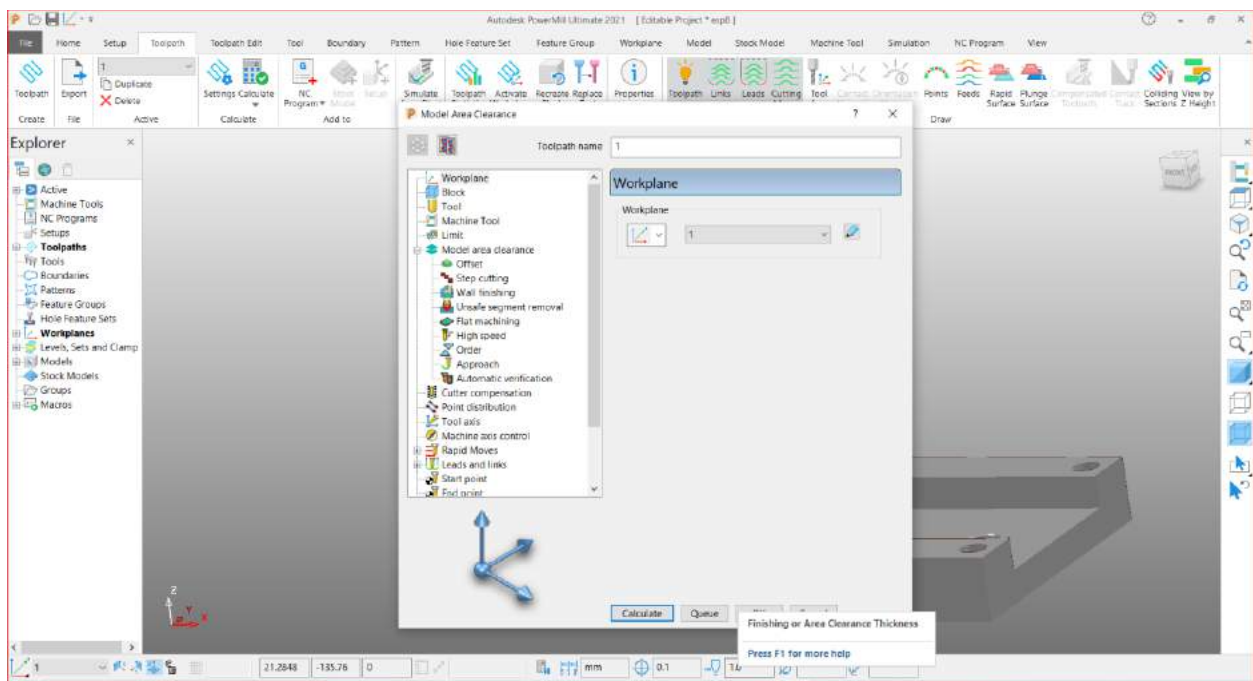 Autodesk PowerMill Ultimate 2021 [ Editable Project * esp8 ]
File Home Setup Toolpath Toolpath Edit Tool Boundary Pattern Hole Feature Set Feature Group Workplane Model Stock Model Machine Tool Simulation NC Program View
1
Duplicate
Delete
Toolpath Export Settings Calculate NC Program Simulate Toolpath Activate Recreate Replace Properties Toolpath Links Leads Cutting Tool Points Feeds Rapid Surface Plunge Surface Colliding Sections View by Z Height
Create File Active Calculate Add to Draw
Model Area Clearance ? ×
Explorer ×
Toolpath name 1
Active
Machine Tools
NC Programs
Setups
Toolpaths
Tools
Boundaries
Patterns
Feature Groups
Hole Feature Sets
Workplanes
Levels, Sets and Clamp
Models
Stock Models
Groups
Macros
Workplane
Block
Tool
Machine Tool
Limit
Model area clearance
Offset
Step cutting
Wall finishing
Unsafe segment removal
Flat machining
High speed
Order
Approach
Automatic verification
Cutter compensation
Point distribution
Tool axis
Machine axis control
Rapid Moves
Leads and links
Start point
End point
Workplane
Workplane
1
FRONT
Z
Y
X
Calculate Queue
Finishing or Area Clearance Thickness
Press F1 for more help
1 21.2848 -135.76 0 mm 0.1 1.0